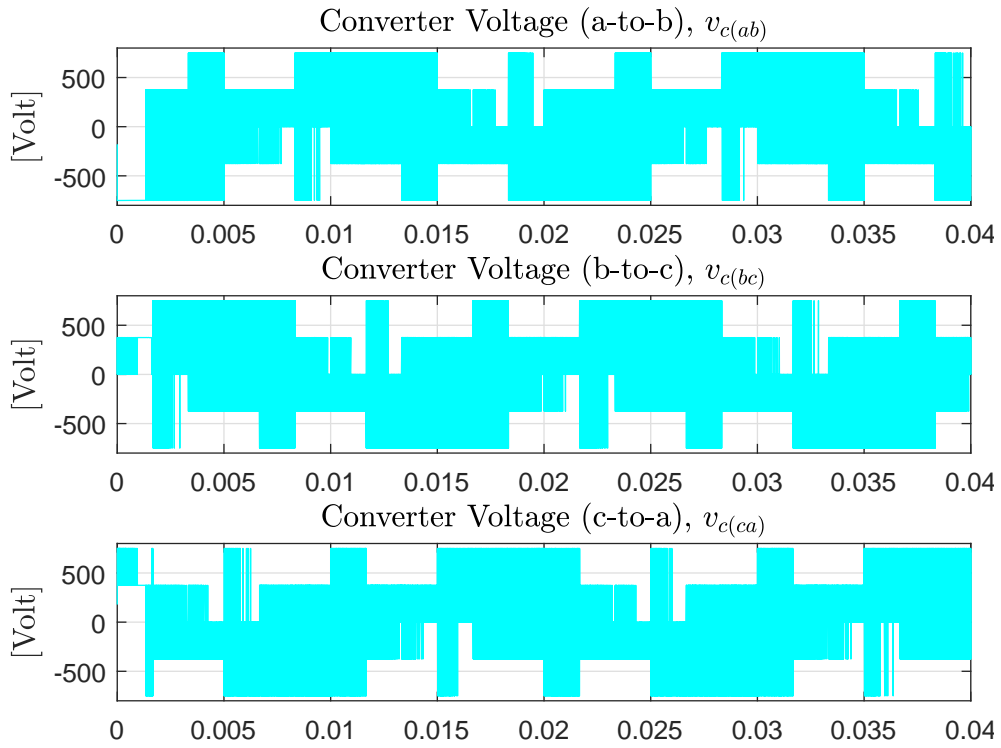 Converter Voltage (a-to-b), v_{c(ab)}
[Volt]
500
0
-500
0 0.005 0.01 0.015 0.02 0.025 0.03 0.035 0.04
Converter Voltage (b-to-c), v_{c(bc)}
[Volt]
500
0
-500
0 0.005 0.01 0.015 0.02 0.025 0.03 0.035 0.04
Converter Voltage (c-to-a), v_{c(ca)}
[Volt]
500
0
-500
0 0.005 0.01 0.015 0.02 0.025 0.03 0.035 0.04